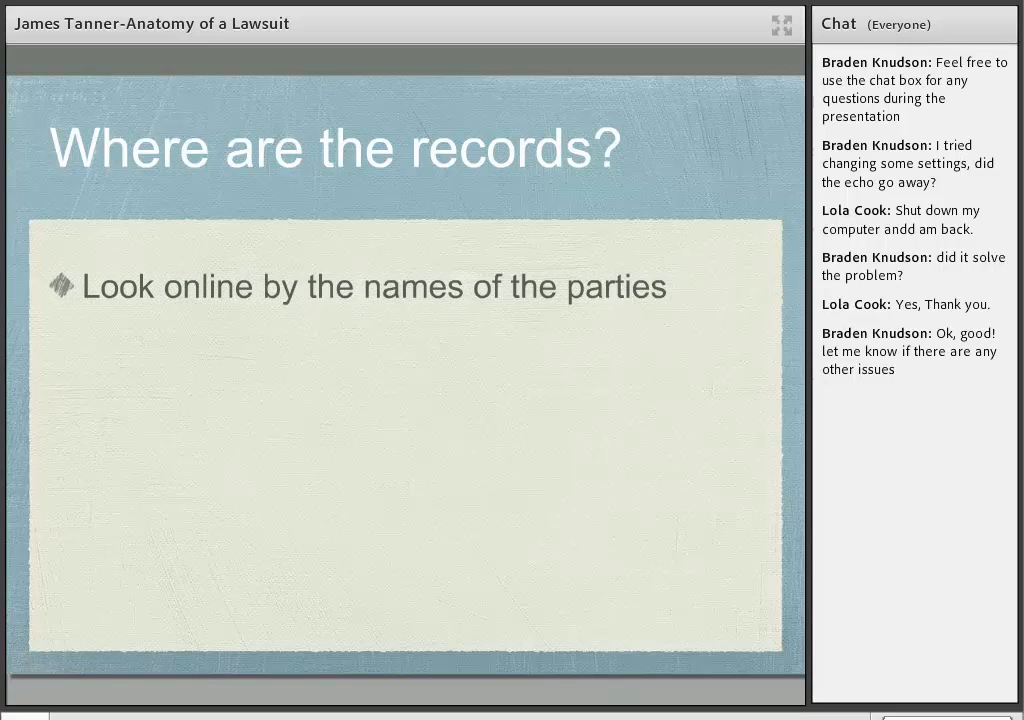 James Tanner-Anatomy of a Lawsuit
Where are the records?
Look online by the names of the parties
Chat (Everyone)
Braden Knudson: Feel free to
use the chat box for any
questions during the
presentation
Braden Knudson: I tried
changing some settings, did
the echo go away?
Lola Cook: Shut down my
computer andd am back.
Braden Knudson: did it solve
the problem?
Lola Cook: Yes, Thank you.
Braden Knudson: Ok, good!
let me know if there are any
other issues